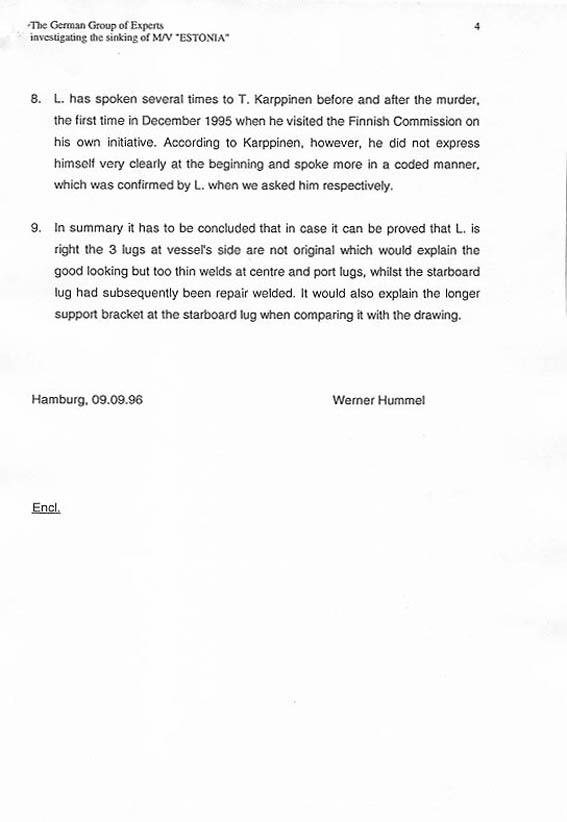 -The German Group of Experts
investigating the sinking of M/V "ESTONIA"
4
8. L. has spoken several times to T. Karppinen before and after the murder,
the first time in December 1995 when he visited the Finnish Commission on
his own initiative. According to Karppinen, however, he did not express
himself very clearly at the beginning and spoke more in a coded manner,
which was confirmed by L. when we asked him respectively.
9. In summary it has to be concluded that in case it can be proved that L. is
right the 3 lugs at vessel's side are not original which would explain the
good looking but too thin welds at centre and port lugs, whilst the starboard
lug had subsequently been repair welded. It would also explain the longer
support bracket at the starboard lug when comparing it with the drawing.
Hamburg, 09.09.96
Werner Hummel
Encl.